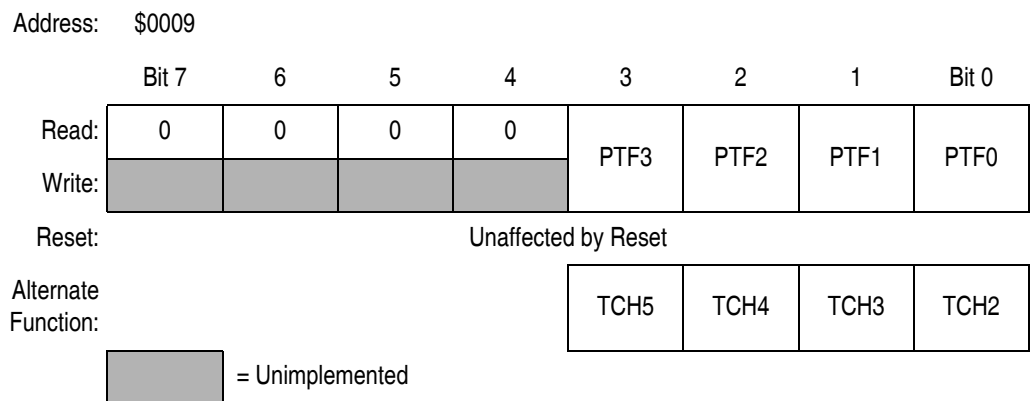 Address: $0009
Bit 7 6 5 4 3 2 1 Bit 0
Read: 0 0 0 0 PTF3 PTF2 PTF1 PTF0
Write:
Reset: Unaffected by Reset
Alternate
Function: TCH5 TCH4 TCH3 TCH2
= Unimplemented